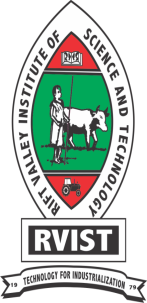 RIFT VALLEY INSTITUTE OF
SCIENCE AND TECHNOLOGY
RVIST
19 TECHNOLOGY FOR INDUSTRIALIZATION 79